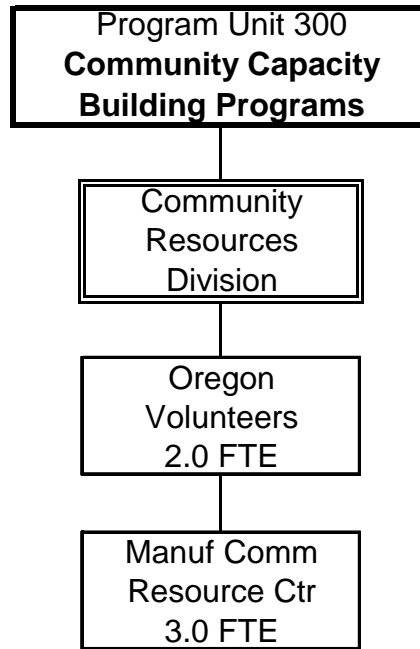 Program Unit 300
Community Capacity
Building Programs
Community
Resources
Division
Oregon
Volunteers
2.0 FTE
Manuf Comm
Resource Ctr
3.0 FTE